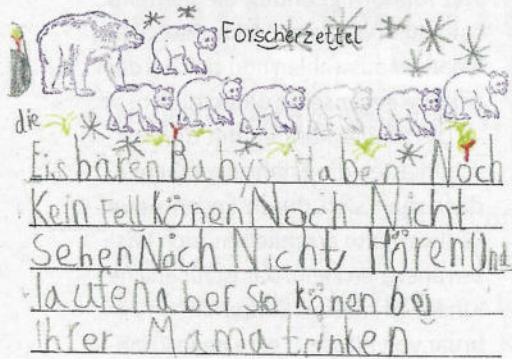 Forscherzettel
die
Eisbären Babys Haben Noch
Kein Fell könen Noch Nicht
Sehen Noch Nicht Hören Und
laufen aber sie könen bei
ihrer Mama trinken